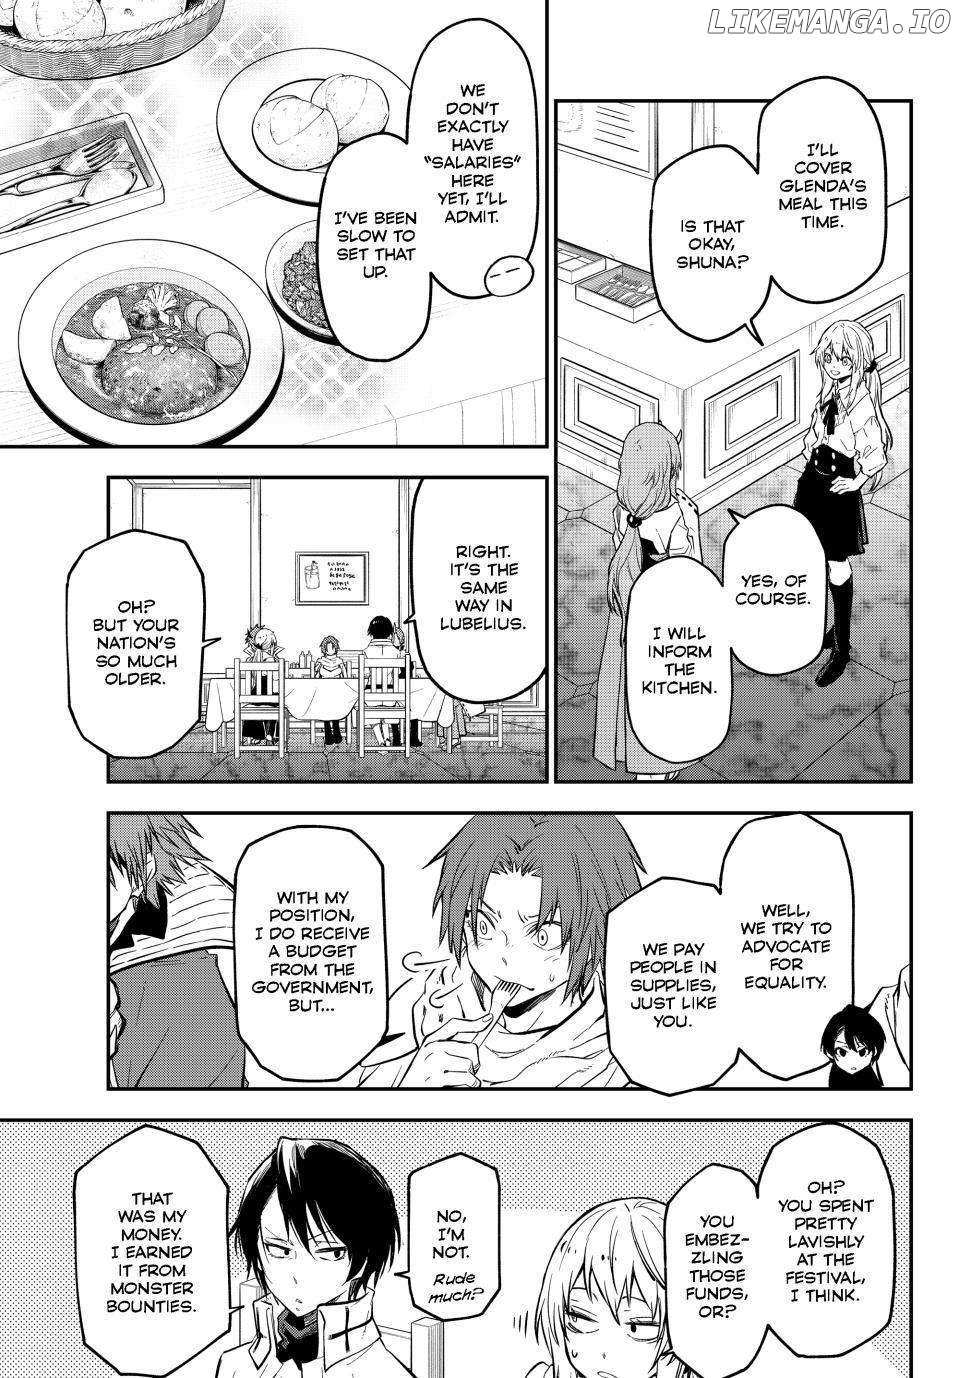 LIKEMANGA.IO
I'LL
COVER
GLENDA'S
MEAL THIS
TIME.
IS THAT
OKAY,
SHUNA?
YES, OF
COURSE.
I WILL
INFORM
THE
KITCHEN.
WE
DON'T
EXACTLY
HAVE
"SALARIES"
HERE
YET, I'LL
ADMIT.
I'VE BEEN
SLOW TO
SET THAT
UP.
RIGHT.
IT'S THE
SAME
WAY IN
LUBELIUS.
OH?
BUT YOUR
NATION'S
SO MUCH
OLDER.
WELL,
WE TRY TO
ADVOCATE
FOR
EQUALITY.
WE PAY
PEOPLE IN
SUPPLIES,
JUST LIKE
YOU.
WITH MY
POSITION,
I DO RECEIVE
A BUDGET
FROM THE
GOVERNMENT,
BUT...
OH?
YOU SPENT
PRETTY
LAVISHLY
AT THE
FESTIVAL,
I THINK.
YOU
EMBEZ-
ZLING
THOSE
FUNDS,
OR?
NO,
I'M
NOT.
Rude
much?
THAT
WAS MY
MONEY.
I EARNED
IT FROM
MONSTER
BOUNTIES.